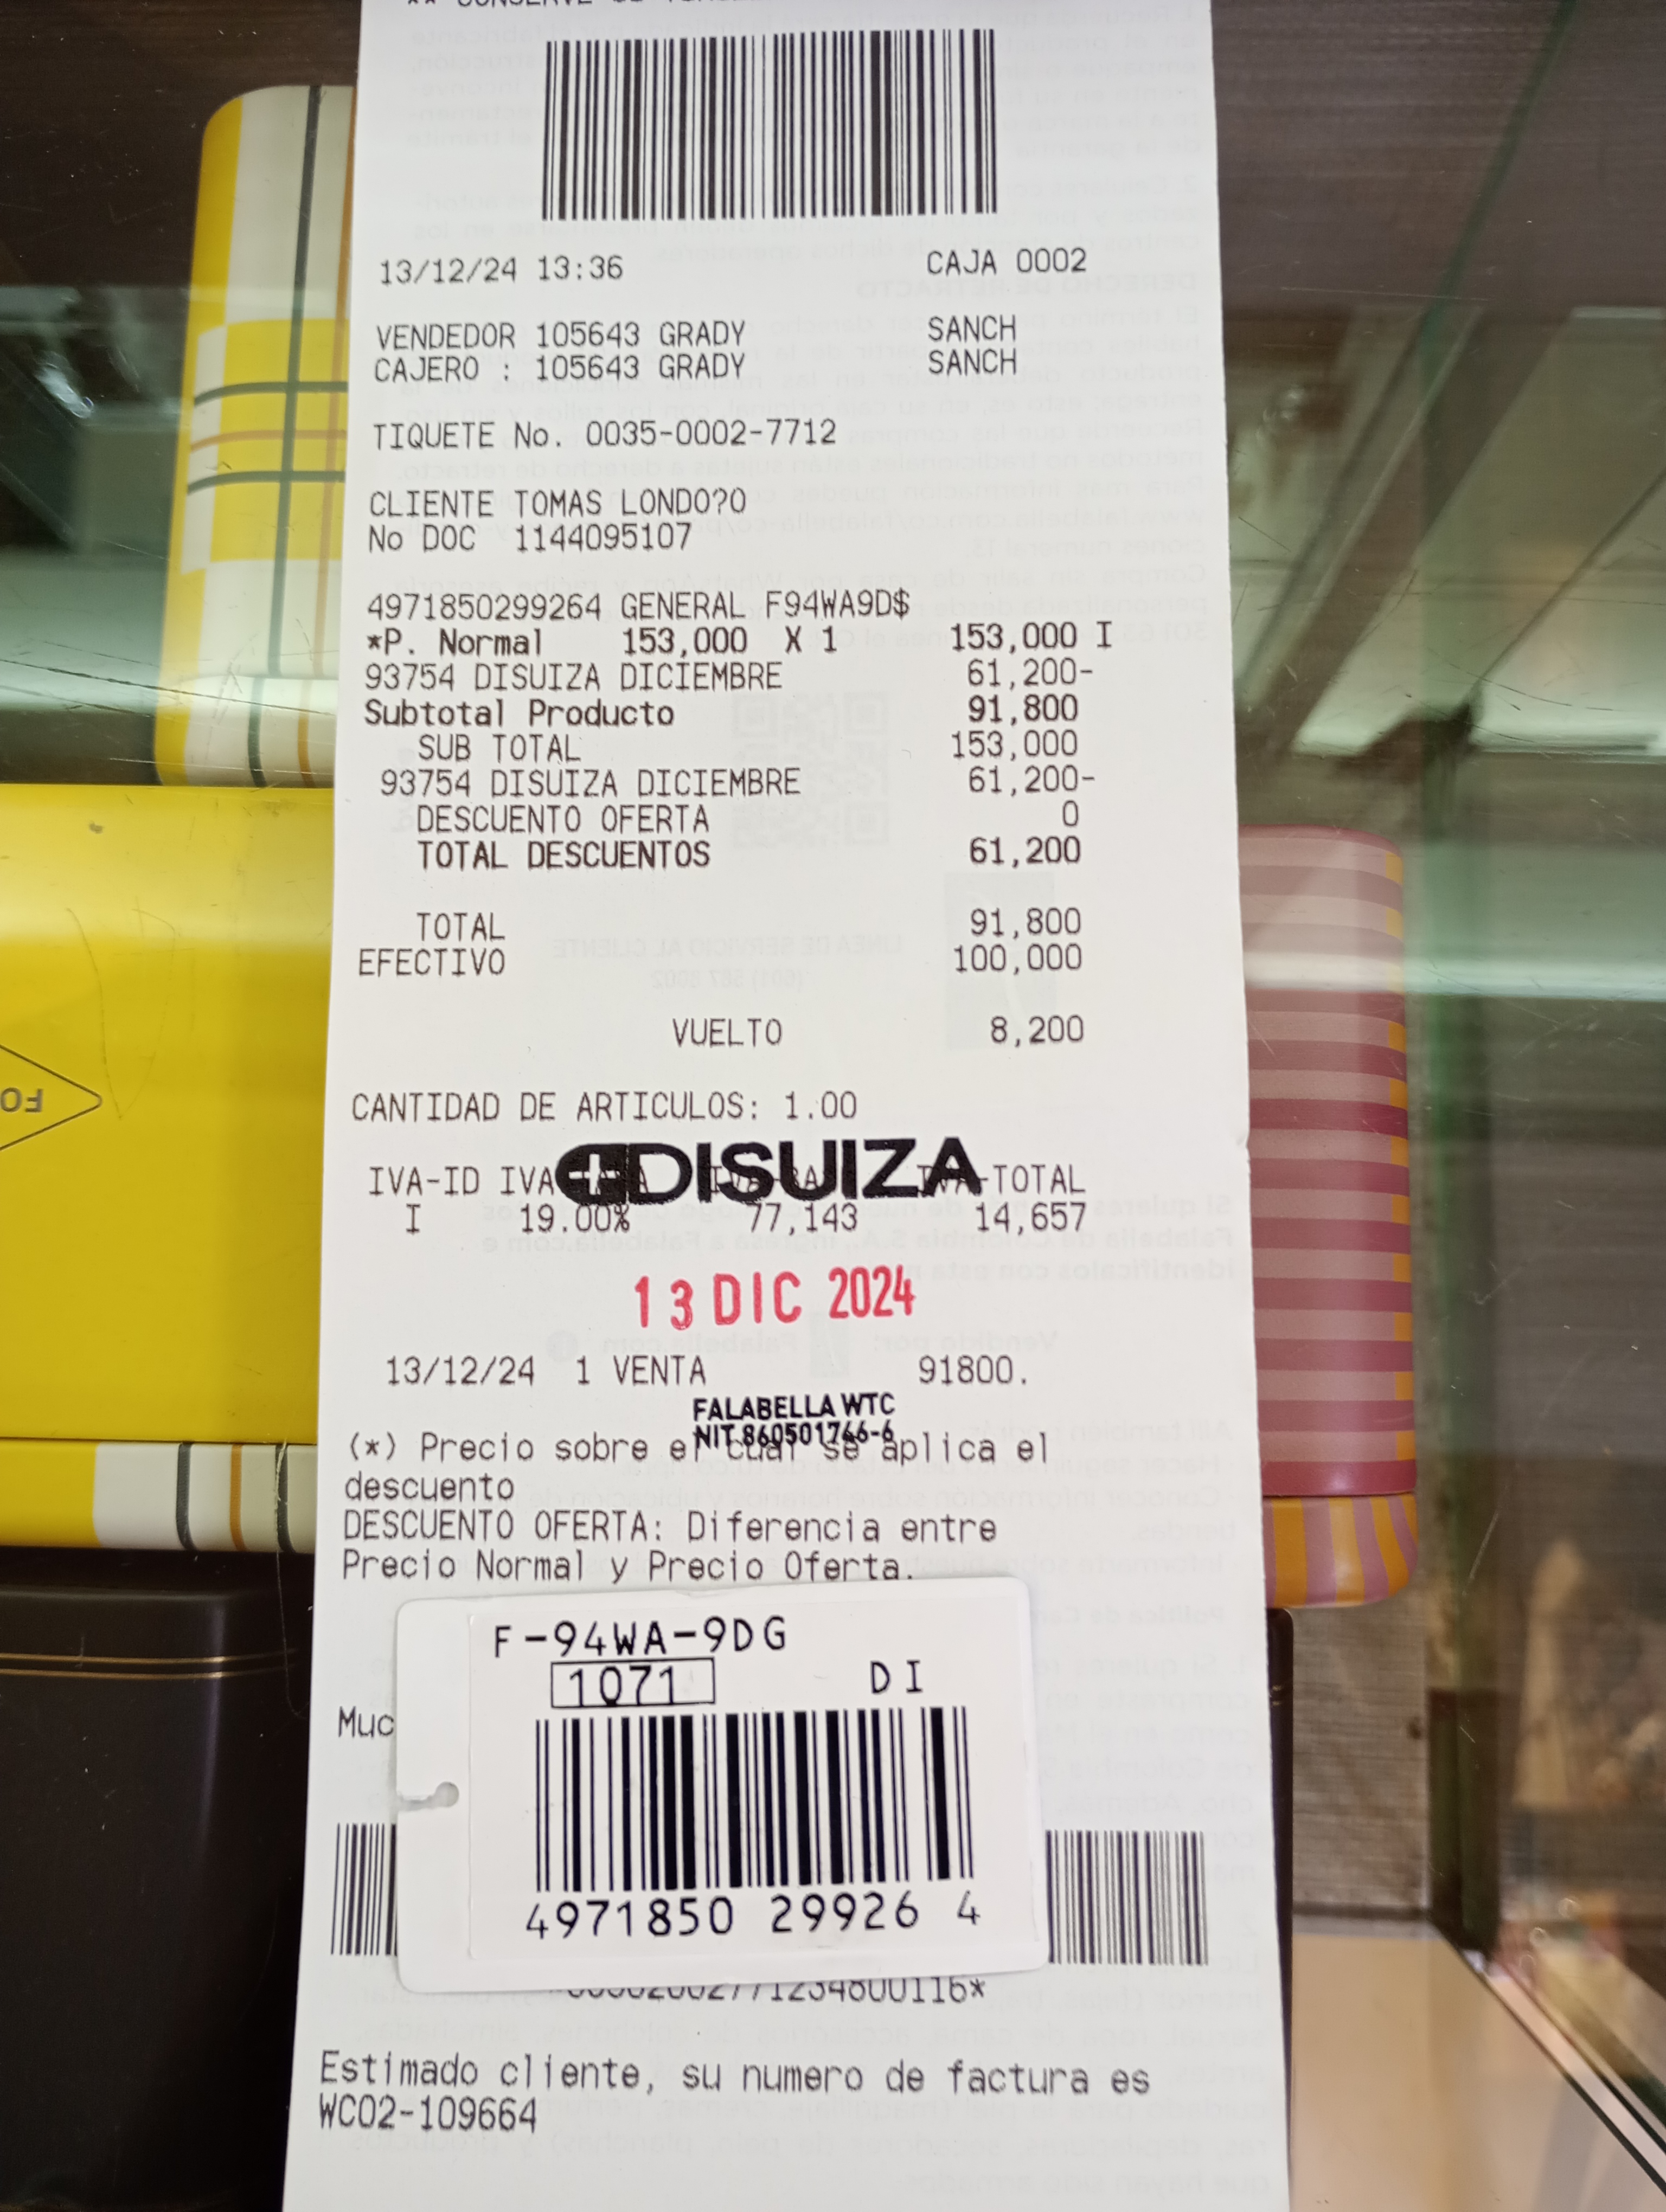 13/12/24 13:36 CAJA 0002
VENDEDOR 105643 GRADY SANCH
CAJERO : 105643 GRADY SANCH
TIQUETE No. 0035-0002-7712
CLIENTE TOMAS LONDO?O
No DOC 1144095107
4971850299264 GENERAL F94WA9D$
*P. Normal 153,000 X 1 153,000 I
93754 DISUIZA DICIEMBRE 61,200-
Subtotal Producto 91,800
SUB TOTAL 153,000
93754 DISUIZA DICIEMBRE 61,200-
DESCUENTO OFERTA 0
TOTAL DESCUENTOS 61,200
TOTAL 91,800
EFECTIVO 100,000
VUELTO 8,200
CANTIDAD DE ARTICULOS: 1.00
DISUIZA
IVA-ID IVA TOTAL
I 19.00% 77,143 14,657
13 DIC 2024
13/12/24 1 VENTA 91800.
FALABELLA WTC
NIT.860501746-6
(*) Precio sobre el cual se aplica el
descuento
DESCUENTO OFERTA: Diferencia entre
Precio Normal y Precio Oferta.
F-94WA-9DG
1071 DI
Muc
4971850 29926 4
Estimado cliente, su numero de factura es
WC02-109664